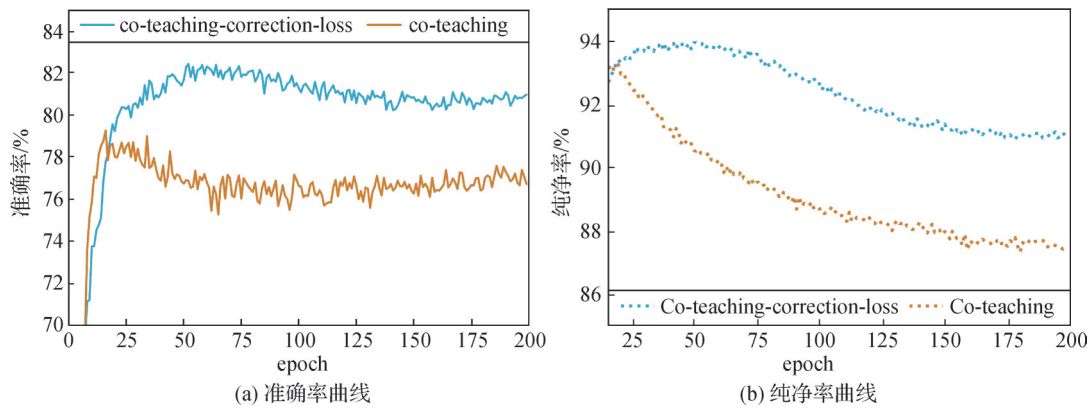 co-teaching-correction-loss co-teaching
84
82
80
78
76
74
72
70
准确率/%
0 25 50 75 100 125 150 175 200
epoch
(a) 准确率曲线
94
92
90
88
86
纯净率/%
Co-teaching-correction-loss Co-teaching
25 50 75 100 125 150 175 200
epoch
(b) 纯净率曲线